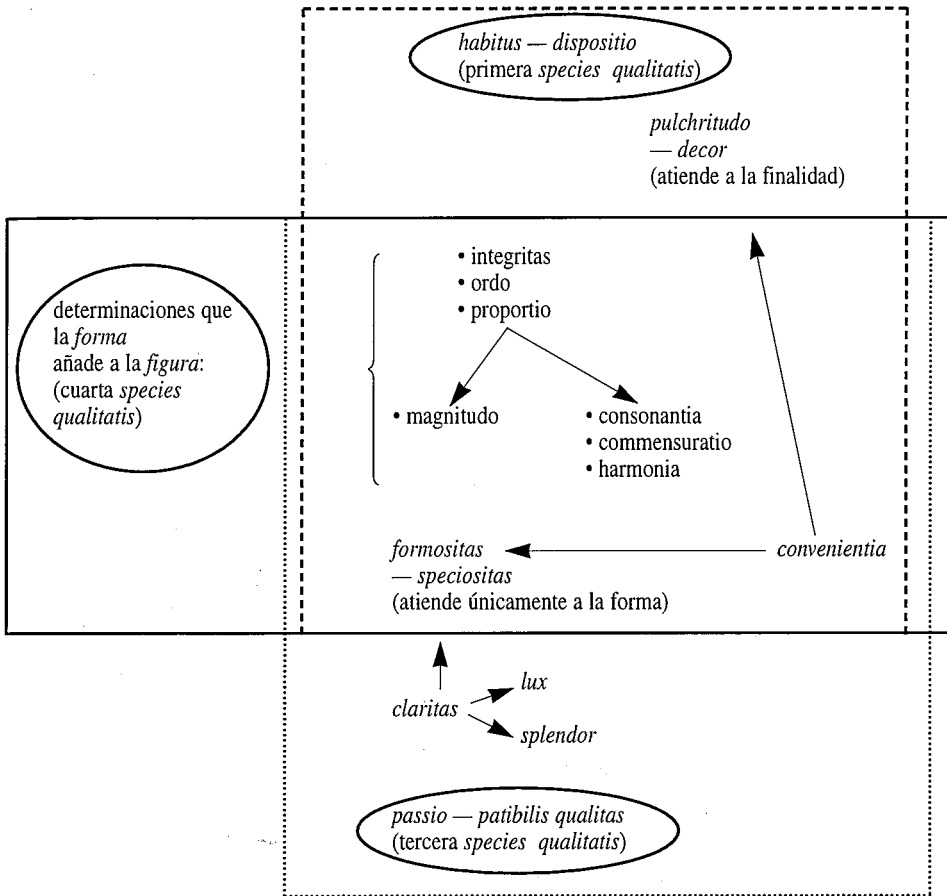 habitus — dispositio
(primera species qualitatis)
pulchritudo
— decor
(atiende a la finalidad)
determinaciones que
la forma
añade a la figura:
(cuarta species
qualitatis)
• integritas
• ordo
• proportio
• magnitudo
• consonantia
• commensuratio
• harmonia
formositas
— speciositas
(atiende únicamente a la forma)
convenientia
claritas
lux
splendor
passio — patibilis qualitas
(tercera species qualitatis)